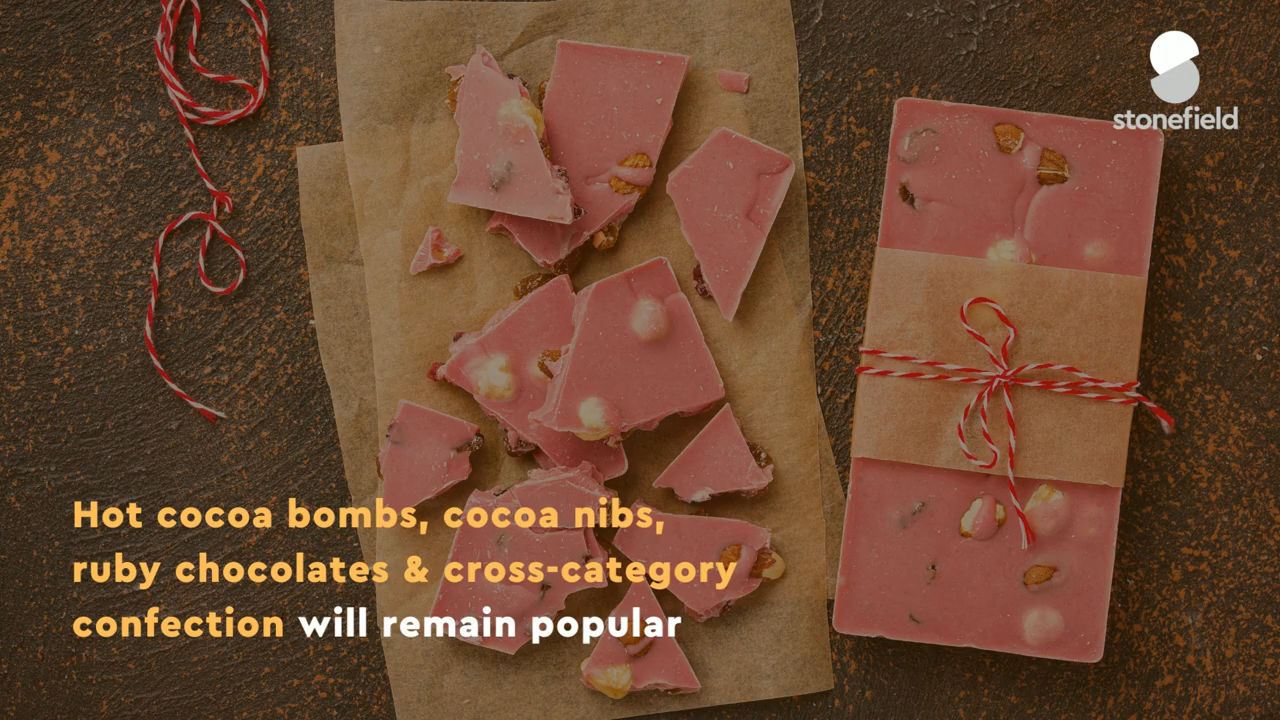 stonefield
Hot cocoa bombs, cocoa nibs,
ruby chocolates & cross-category
confection will remain popular